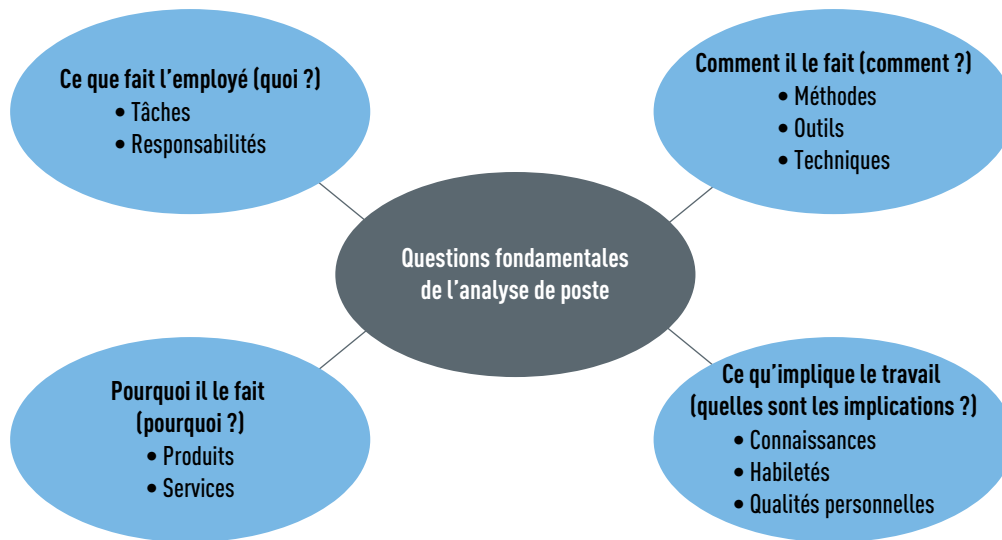 Ce que fait l'employé (quoi ?)
• Tâches
• Responsabilités
Comment il le fait (comment ?)
• Méthodes
• Outils
• Techniques
Questions fondamentales
de l'analyse de poste
Pourquoi il le fait
(pourquoi ?)
• Produits
• Services
Ce qu'implique le travail
(quelles sont les implications ?)
• Connaissances
• Habiletés
• Qualités personnelles